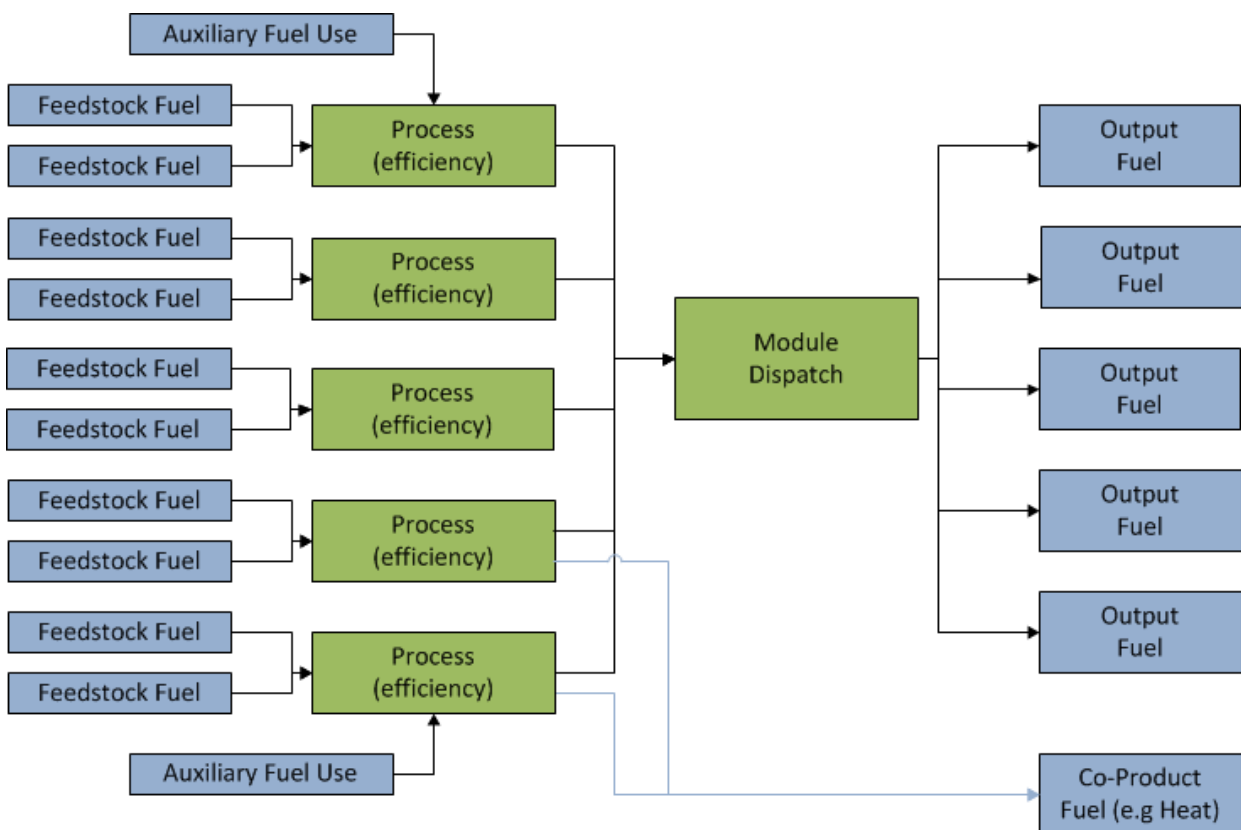 Auxiliary Fuel Use
Feedstock Fuel
Feedstock Fuel
Process
(efficiency)
Feedstock Fuel
Feedstock Fuel
Process
(efficiency)
Feedstock Fuel
Feedstock Fuel
Process
(efficiency)
Feedstock Fuel
Feedstock Fuel
Process
(efficiency)
Feedstock Fuel
Feedstock Fuel
Process
(efficiency)
Auxiliary Fuel Use
Module
Dispatch
Output
Fuel
Output
Fuel
Output
Fuel
Output
Fuel
Output
Fuel
Co-Product
Fuel (e.g Heat)